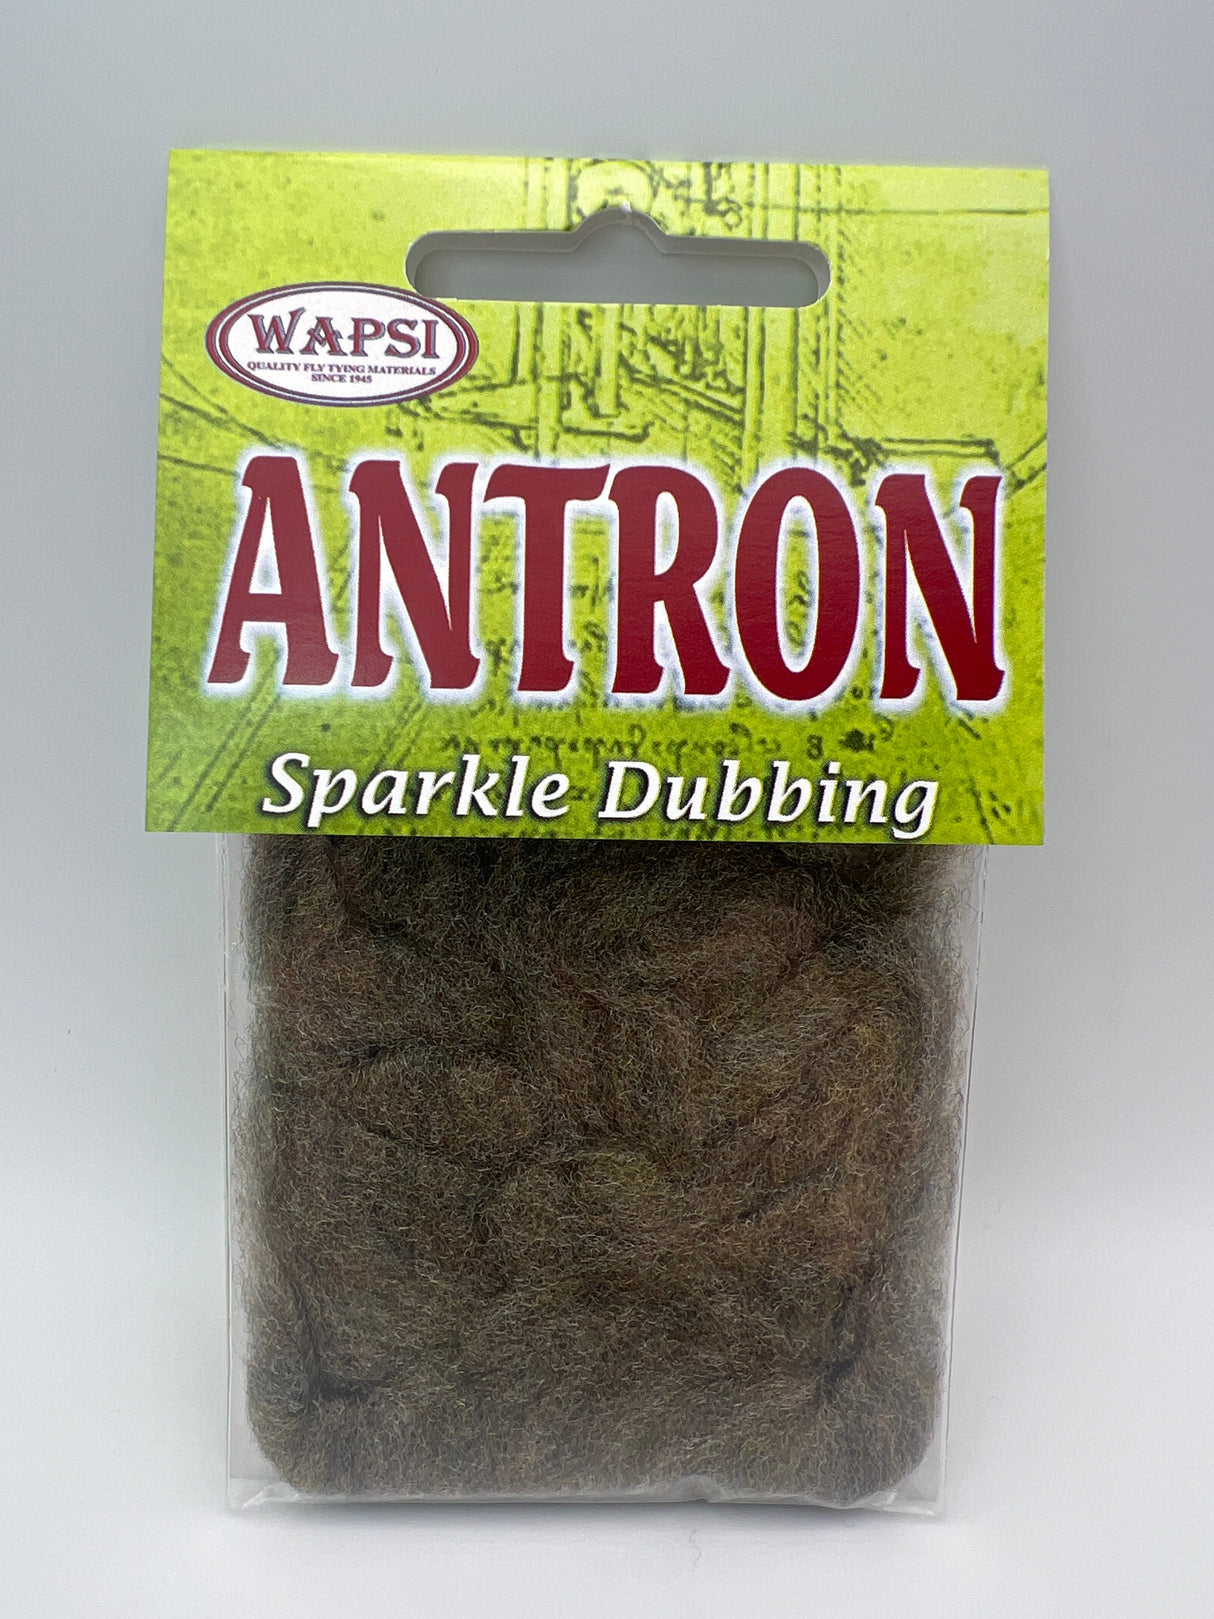 WAPSI
QUALITY FLY TYING MATERIALS
SINCE 1945
ANTRON
Sparkle Dubbing